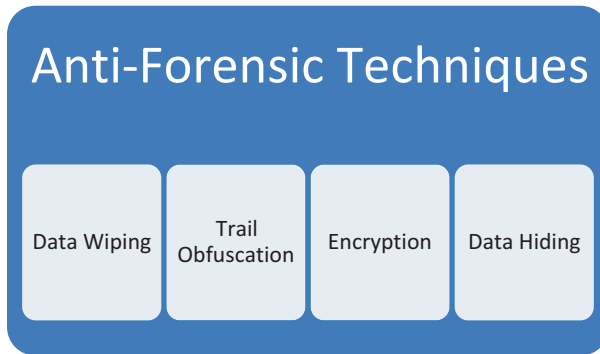 Anti-Forensic Techniques
Data Wiping
Trail
Obfuscation
Encryption
Data Hiding